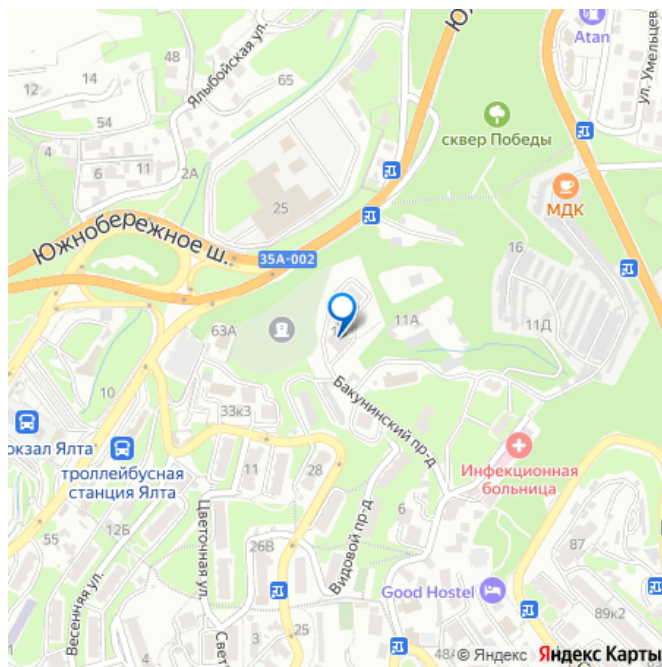 48
Ялыбойская ул.
65
14
12
54
4
6
11
2А
25
Atan
ул. Умельцев
сквер Победы
МДК
16
Южнобережное ш.
35А-002
63А
11А
11Д
10
33к3
Бакунинский пр-д
окзал Ялта
троллейбусная
станция Ялта
11
28
Инфекционная
больница
Цветочная ул.
Видовой пр-д
6
12Б
55
26В
87
Весенняя ул.
4
Good Hostel
89к2
3
25
48А
© Яндекс
Яндекс Карты